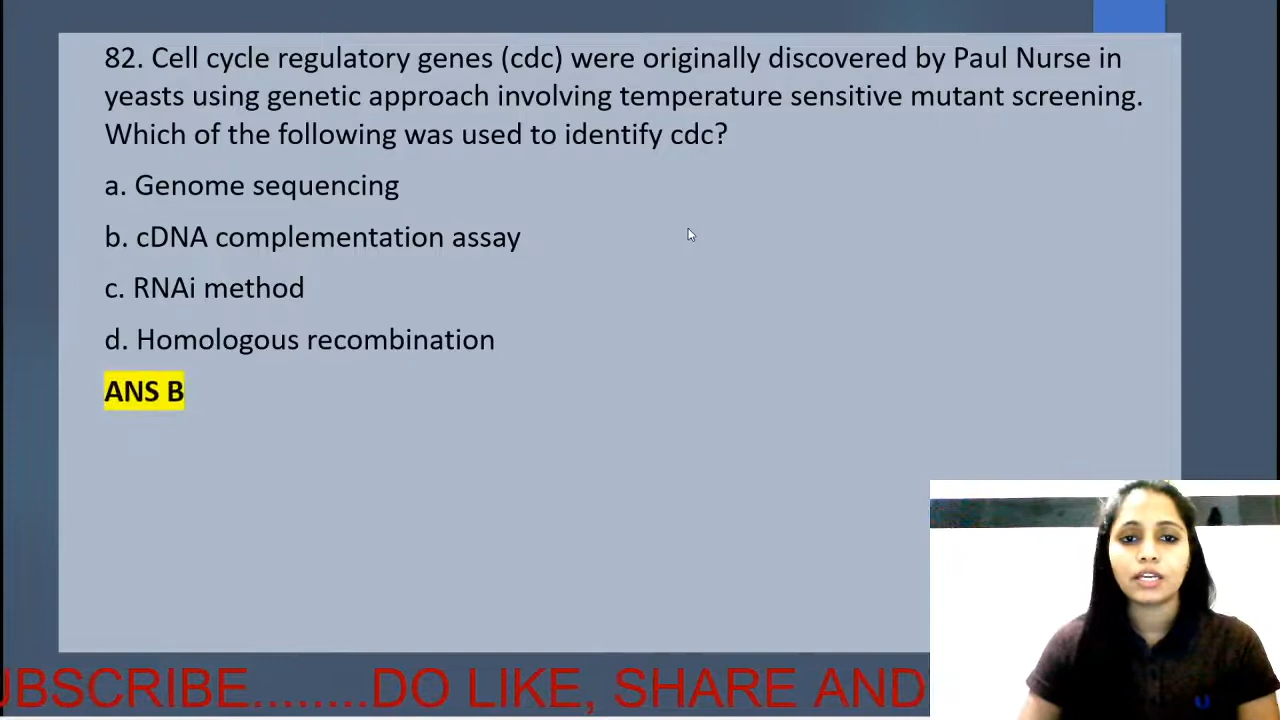 82. Cell cycle regulatory genes (cdc) were originally discovered by Paul Nurse in
yeasts using genetic approach involving temperature sensitive mutant screening.
Which of the following was used to identify cdc?
a. Genome sequencing
b. cDNA complementation assay
c. RNAi method
d. Homologous recombination
ANS B
UBSCRIBE........DO LIKE, SHARE AND